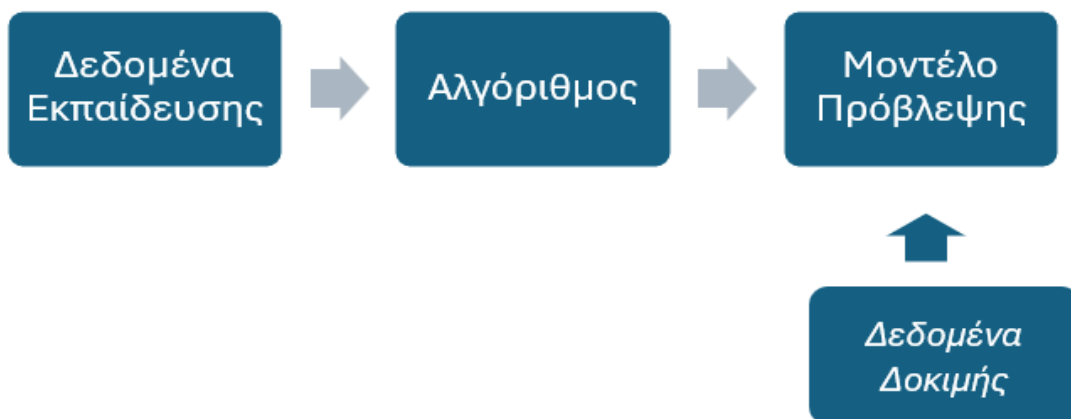 Δεδομένα
Εκπαίδευσης
Αλγόριθμος
Μοντέλο
Πρόβλεψης
Δεδομένα
Δοκιμής